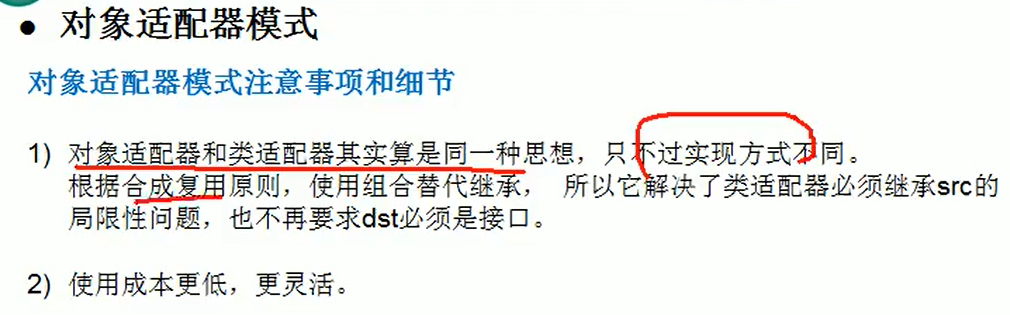 ● 对象适配器模式
对象适配器模式注意事项和细节
1) 对象适配器和类适配器其实算是同一种思想，只不过实现方式不同。
根据合成复用原则，使用组合替代继承， 所以它解决了类适配器必须继承src的
局限性问题，也不再要求dst必须是接口。
2) 使用成本更低，更灵活。